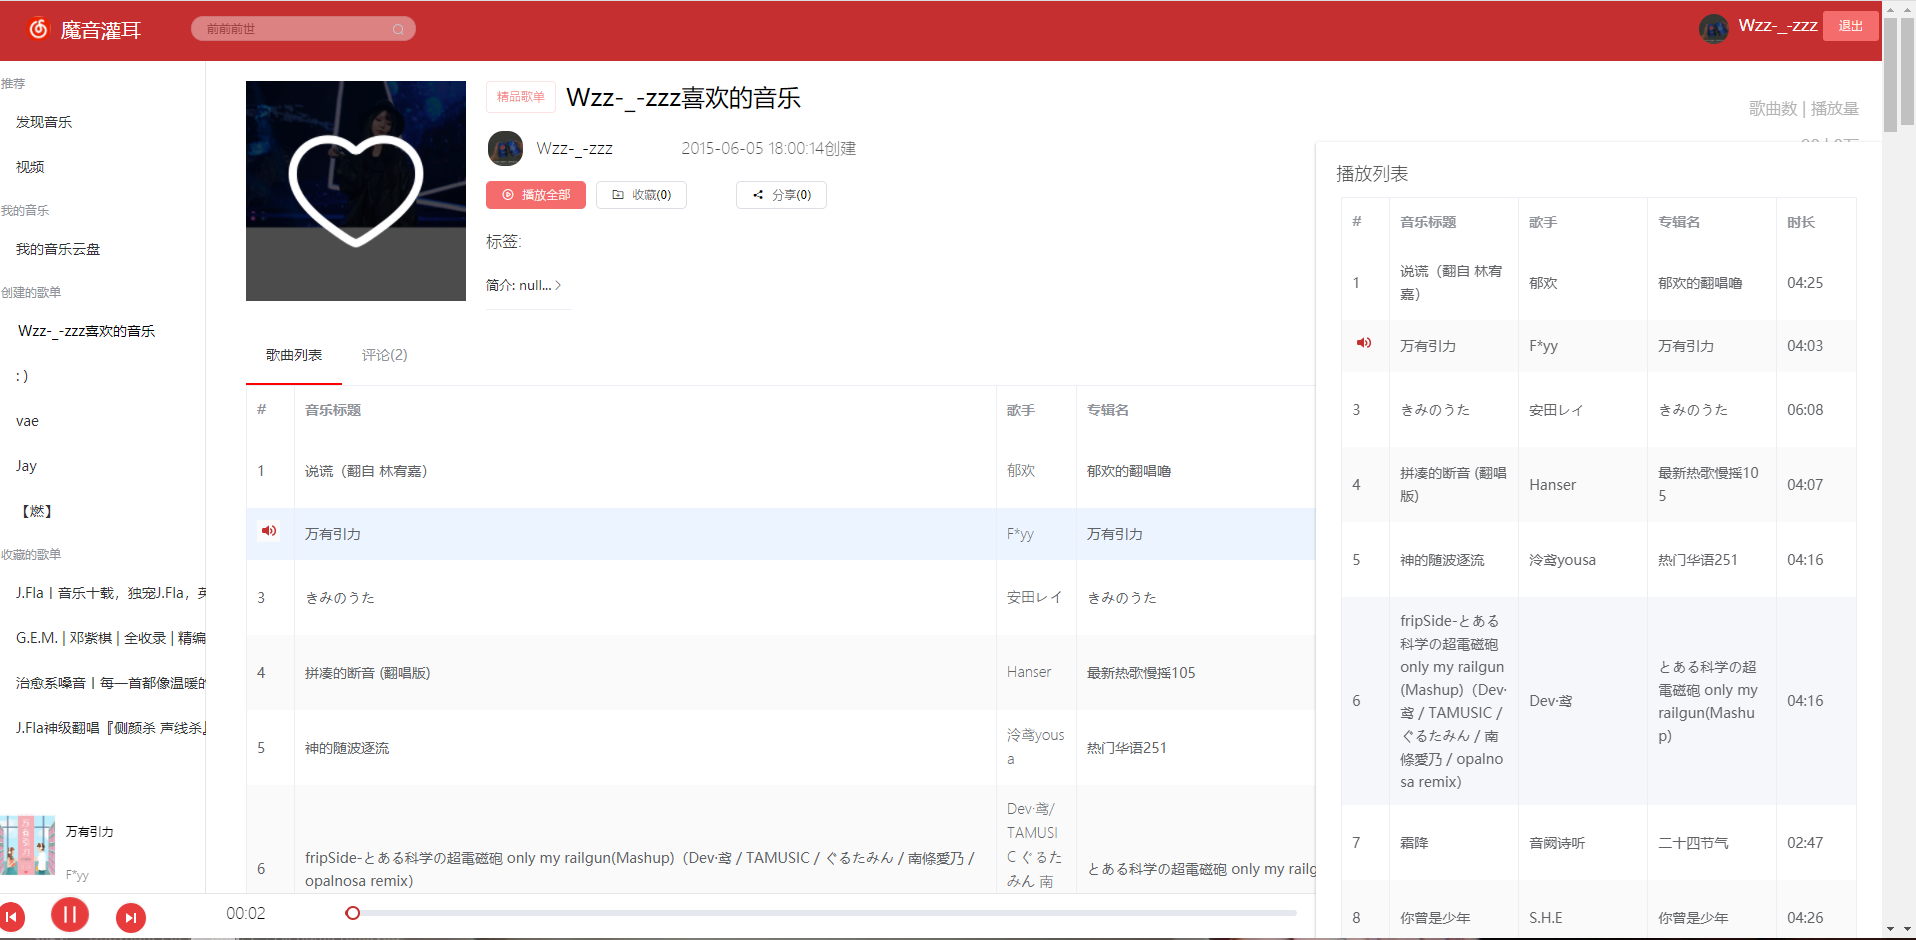 魔音灌耳
前前前世
Wzz-_-zzz
退出
推荐
发现音乐
视频
我的音乐
我的音乐云盘
创建的歌单
Wzz-_-zzz喜欢的音乐
: )
vae
Jay
【燃】
收藏的歌单
J.Fla丨音乐十载，独宠J.Fla，英
G.E.M. | 邓紫棋 | 全收录 | 精编
治愈系嗓音丨每一首都像温暖的
J.Fla神级翻唱『侧颜杀 声线杀』
万有引力
F*yy
精品歌单
Wzz-_-zzz喜欢的音乐
Wzz-_-zzz
2015-06-05 18:00:14创建
播放全部
收藏(0)
分享(0)
标签:
简介: null...
歌曲数 | 播放量
歌曲列表
评论(2)
# 音乐标题 歌手 专辑名
1 说谎（翻自 林宥嘉） 郁欢 郁欢的翻唱噜
万有引力 F*yy 万有引力
3 きみのうた 安田レイ きみのうた
4 拼凑的断音 (翻唱版) Hanser 最新热歌慢摇105
5 神的随波逐流 泠鸢yous
a
热门华语251
6 fripSide-とある科学の超電磁砲 only my railgun(Mashup)（Dev·鸢 / TAMUSIC / ぐるたみん / 南條愛乃 /
opalnosa remix）
Dev·鸢/
TAMUSI
C ぐるた
みん 南
とある科学の超電磁砲 only my railg
播放列表
# 音乐标题 歌手 专辑名 时长
1
说谎（翻自 林宥
嘉）
郁欢 郁欢的翻唱噜 04:25
万有引力 F*yy 万有引力 04:03
3 きみのうた 安田レイ きみのうた 06:08
4
拼凑的断音 (翻唱
版)
Hanser
最新热歌慢摇10
5
04:07
5 神的随波逐流 泠鸢yousa 热门华语251 04:16
6
fripSide-とある
科学の超電磁砲
only my railgun
(Mashup)（Dev·
鸢 / TAMUSIC /
ぐるたみん / 南
條愛乃 / opalno
sa remix）
Dev·鸢
とある科学の超
電磁砲 only my
railgun(Mashu
p)
04:16
7 霜降 音阙诗听 二十四节气 02:47
8 你曾是少年 S.H.E 你曾是少年 04:26
00:02